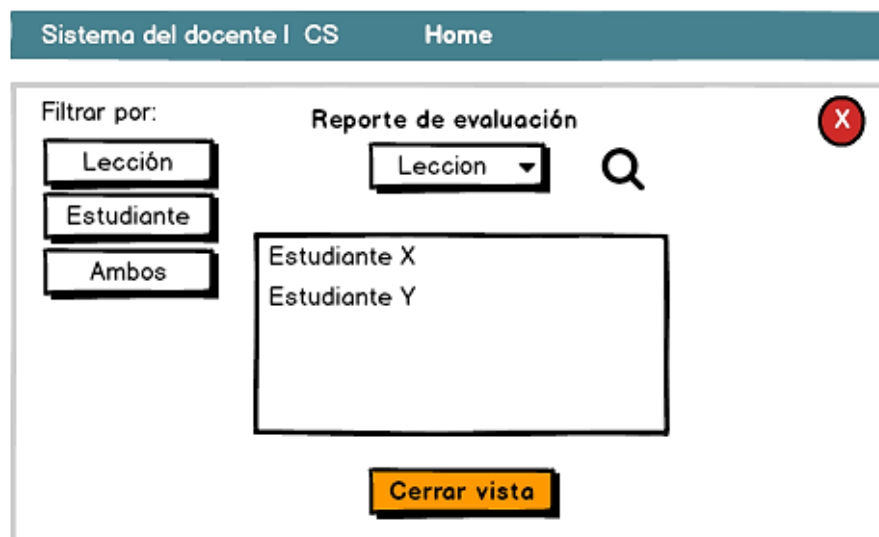 Sistema del docente | CS Home
Filtrar por:
Reporte de evaluación
X
Lección
Leccion
Estudiante
Ambos
Estudiante X
Estudiante Y
Cerrar vista